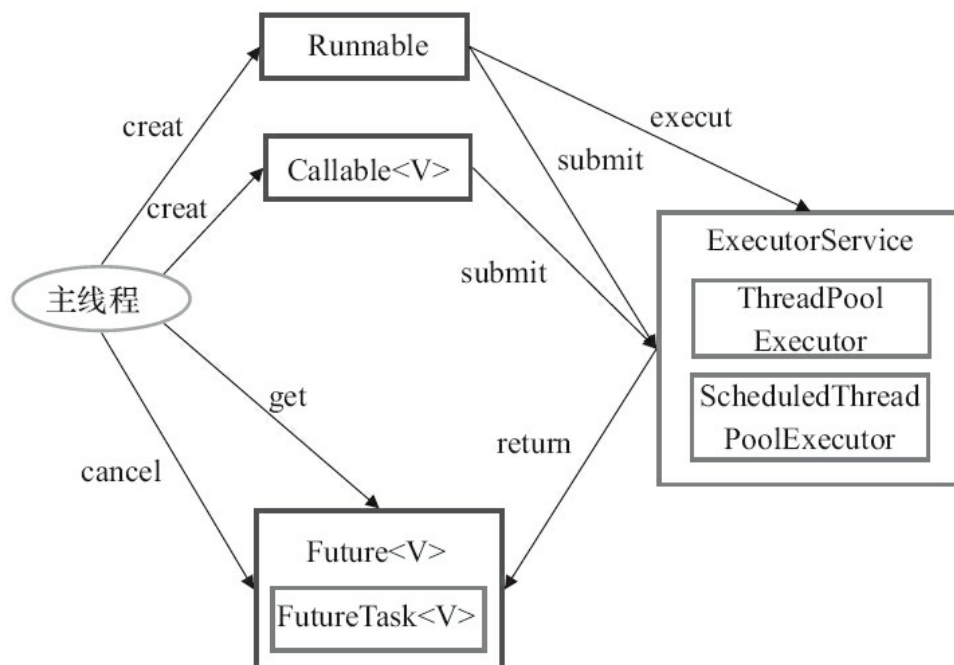 Runnable
creat
execut
Callable<V>
submit
creat
ExecutorService
submit
主线程
ThreadPool
Executor
get
ScheduledThread
PoolExecutor
return
cancel
Future<V>
FutureTask<V>